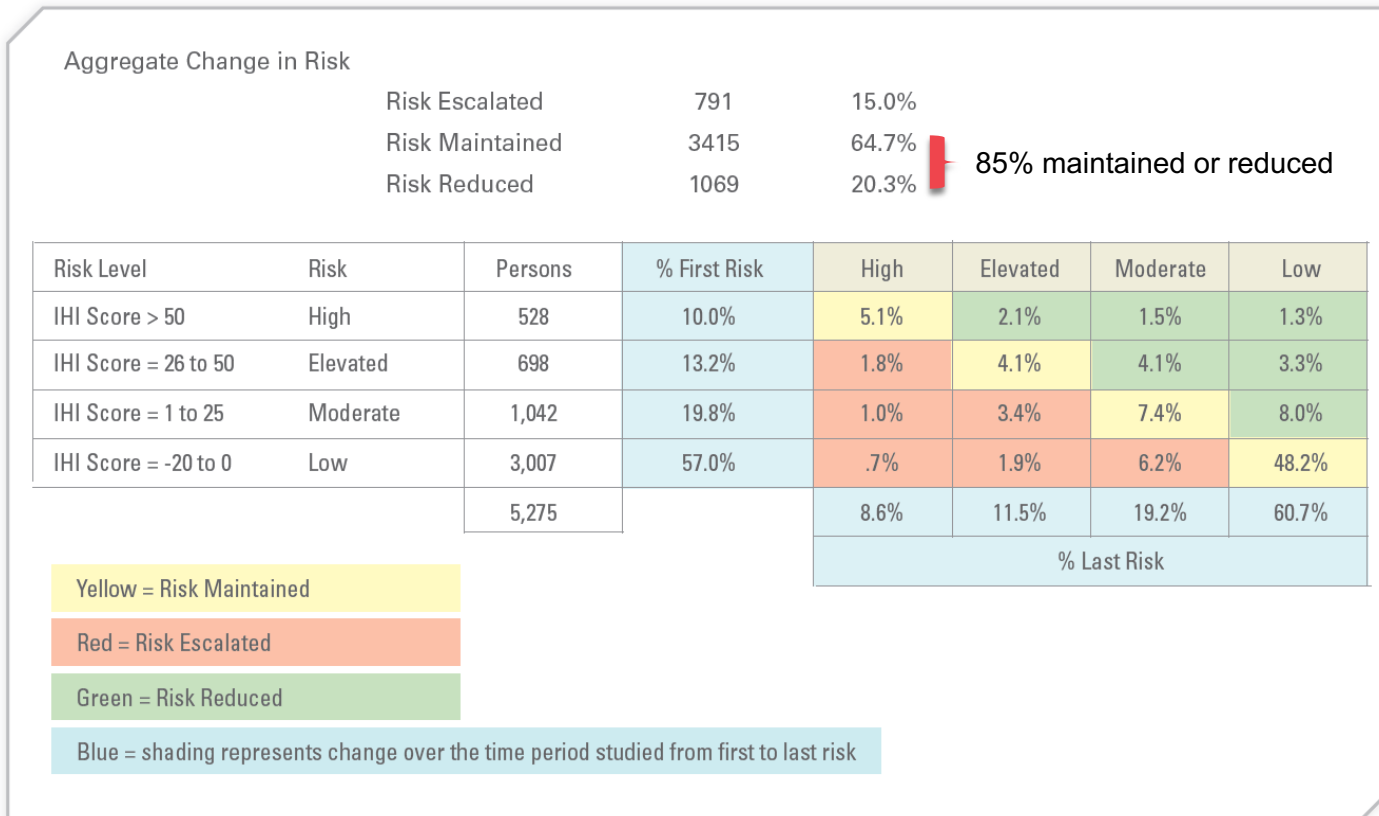 Aggregate Change in Risk
Risk Escalated 791 15.0%
Risk Maintained 3415 64.7%
85% maintained or reduced
Risk Reduced 1069 20.3%
Risk Level Risk Persons % First Risk High Elevated Moderate Low
IHI Score > 50 High 528 10.0% 5.1% 2.1% 1.5% 1.3%
IHI Score = 26 to 50 Elevated 698 13.2% 1.8% 4.1% 4.1% 3.3%
IHI Score = 1 to 25 Moderate 1,042 19.8% 1.0% 3.4% 7.4% 8.0%
IHI Score = -20 to 0 Low 3,007 57.0% .7% 1.9% 6.2% 48.2%
5,275 8.6% 11.5% 19.2% 60.7%
% Last Risk
Yellow = Risk Maintained
Red = Risk Escalated
Green = Risk Reduced
Blue = shading represents change over the time period studied from first to last risk